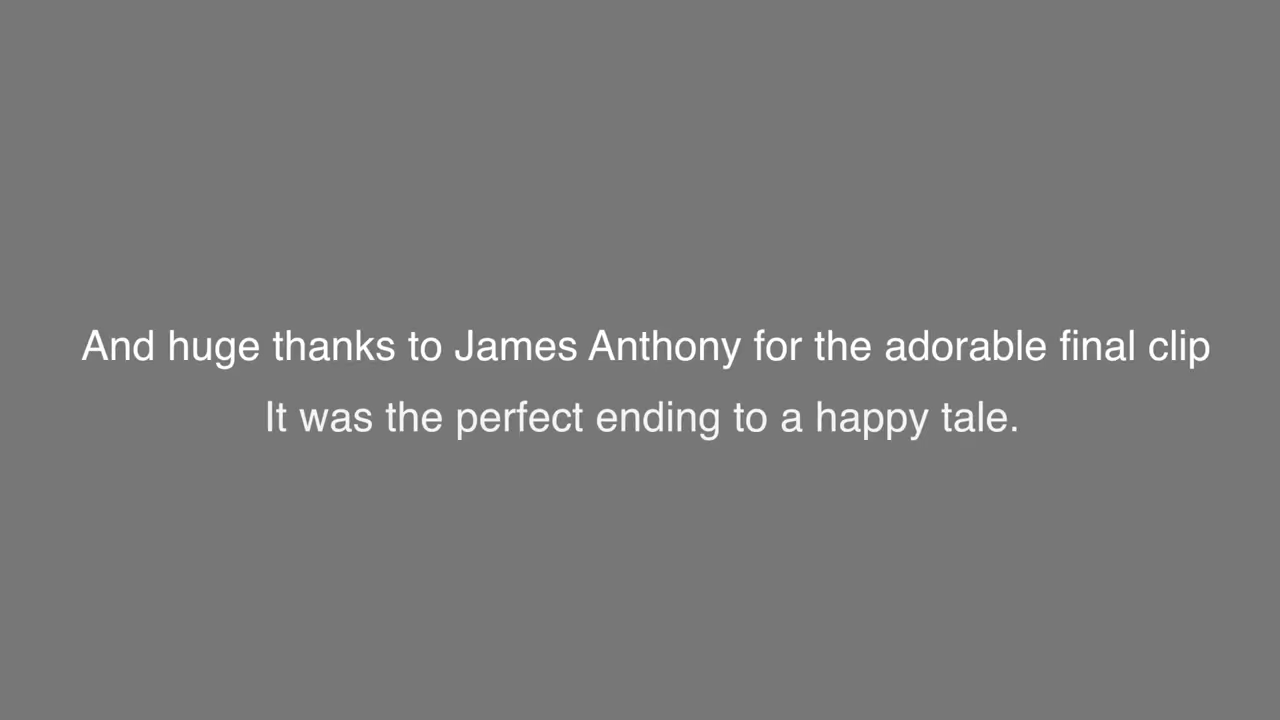 And huge thanks to James Anthony for the adorable final clip
It was the perfect ending to a happy tale.